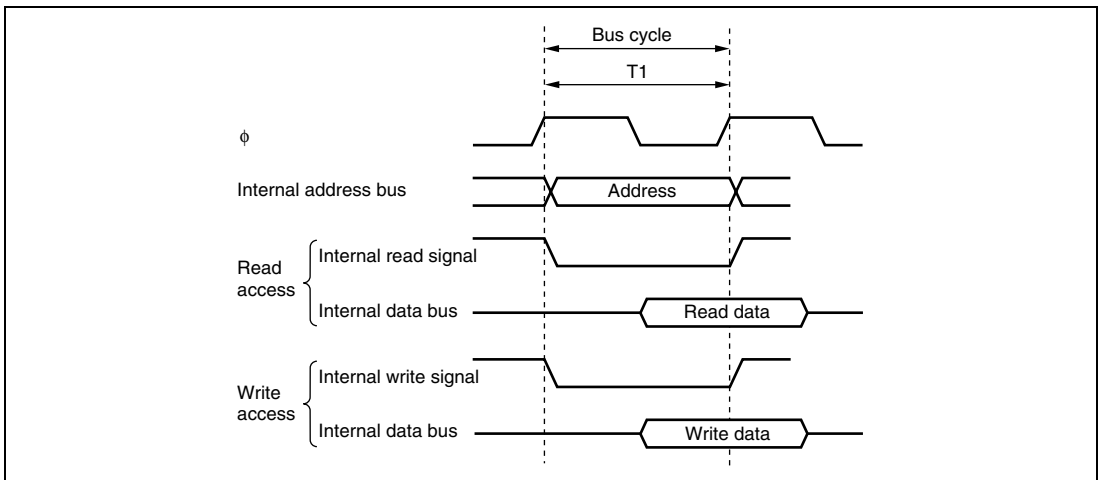 Bus cycle
T1
ϕ
Internal address bus
Address
Read
access
Internal read signal
Internal data bus
Read data
Write
access
Internal write signal
Internal data bus
Write data